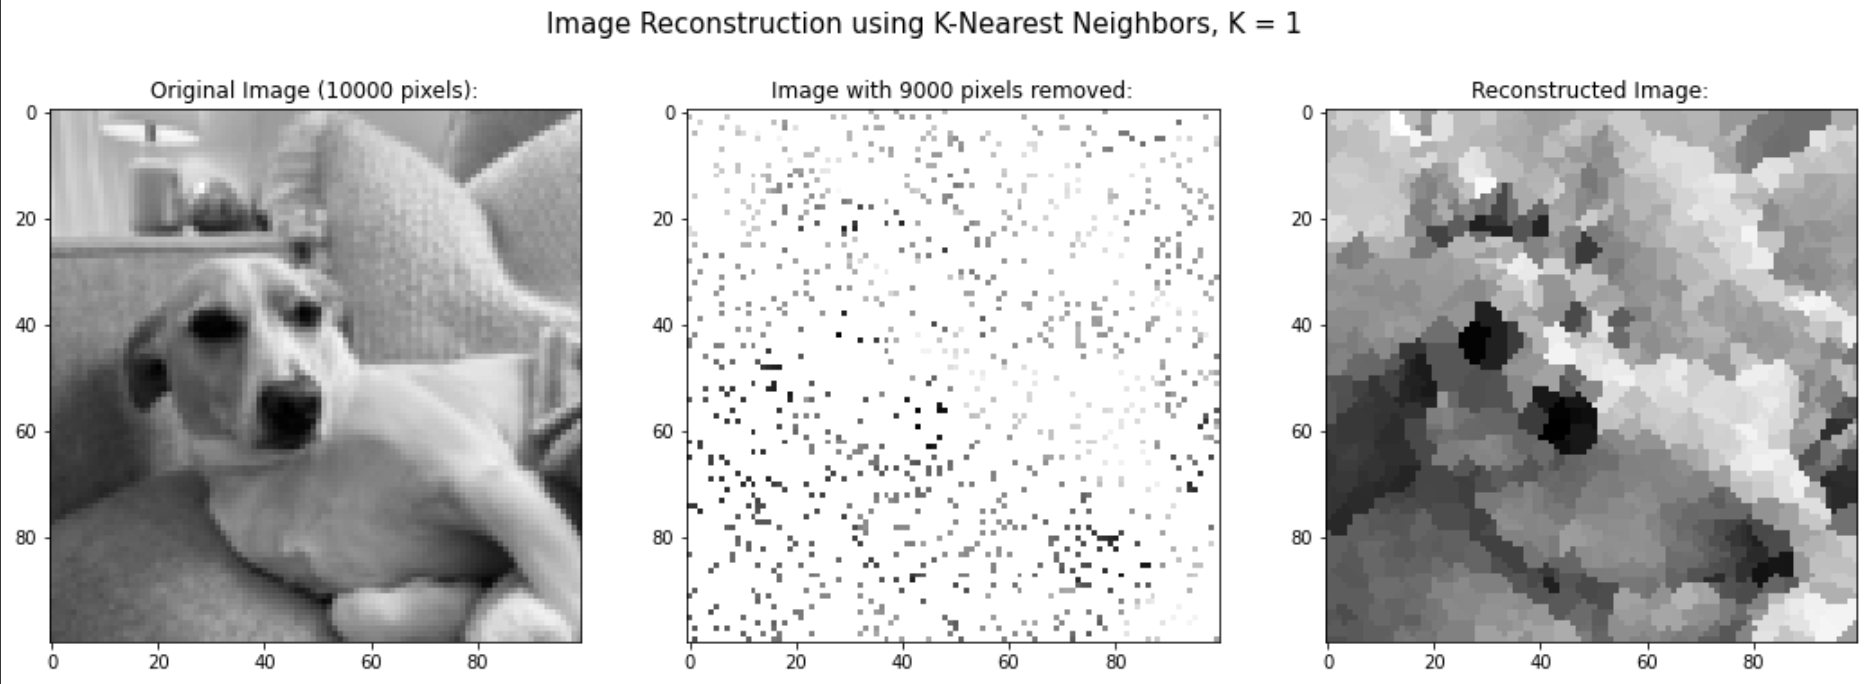 Image Reconstruction using K-Nearest Neighbors, K = 1
Original Image (10000 pixels):
0
20
40
60
80
0 20 40 60 80
Image with 9000 pixels removed:
0
20
40
60
80
0 20 40 60 80
Reconstructed Image:
0
20
40
60
80
0 20 40 60 80